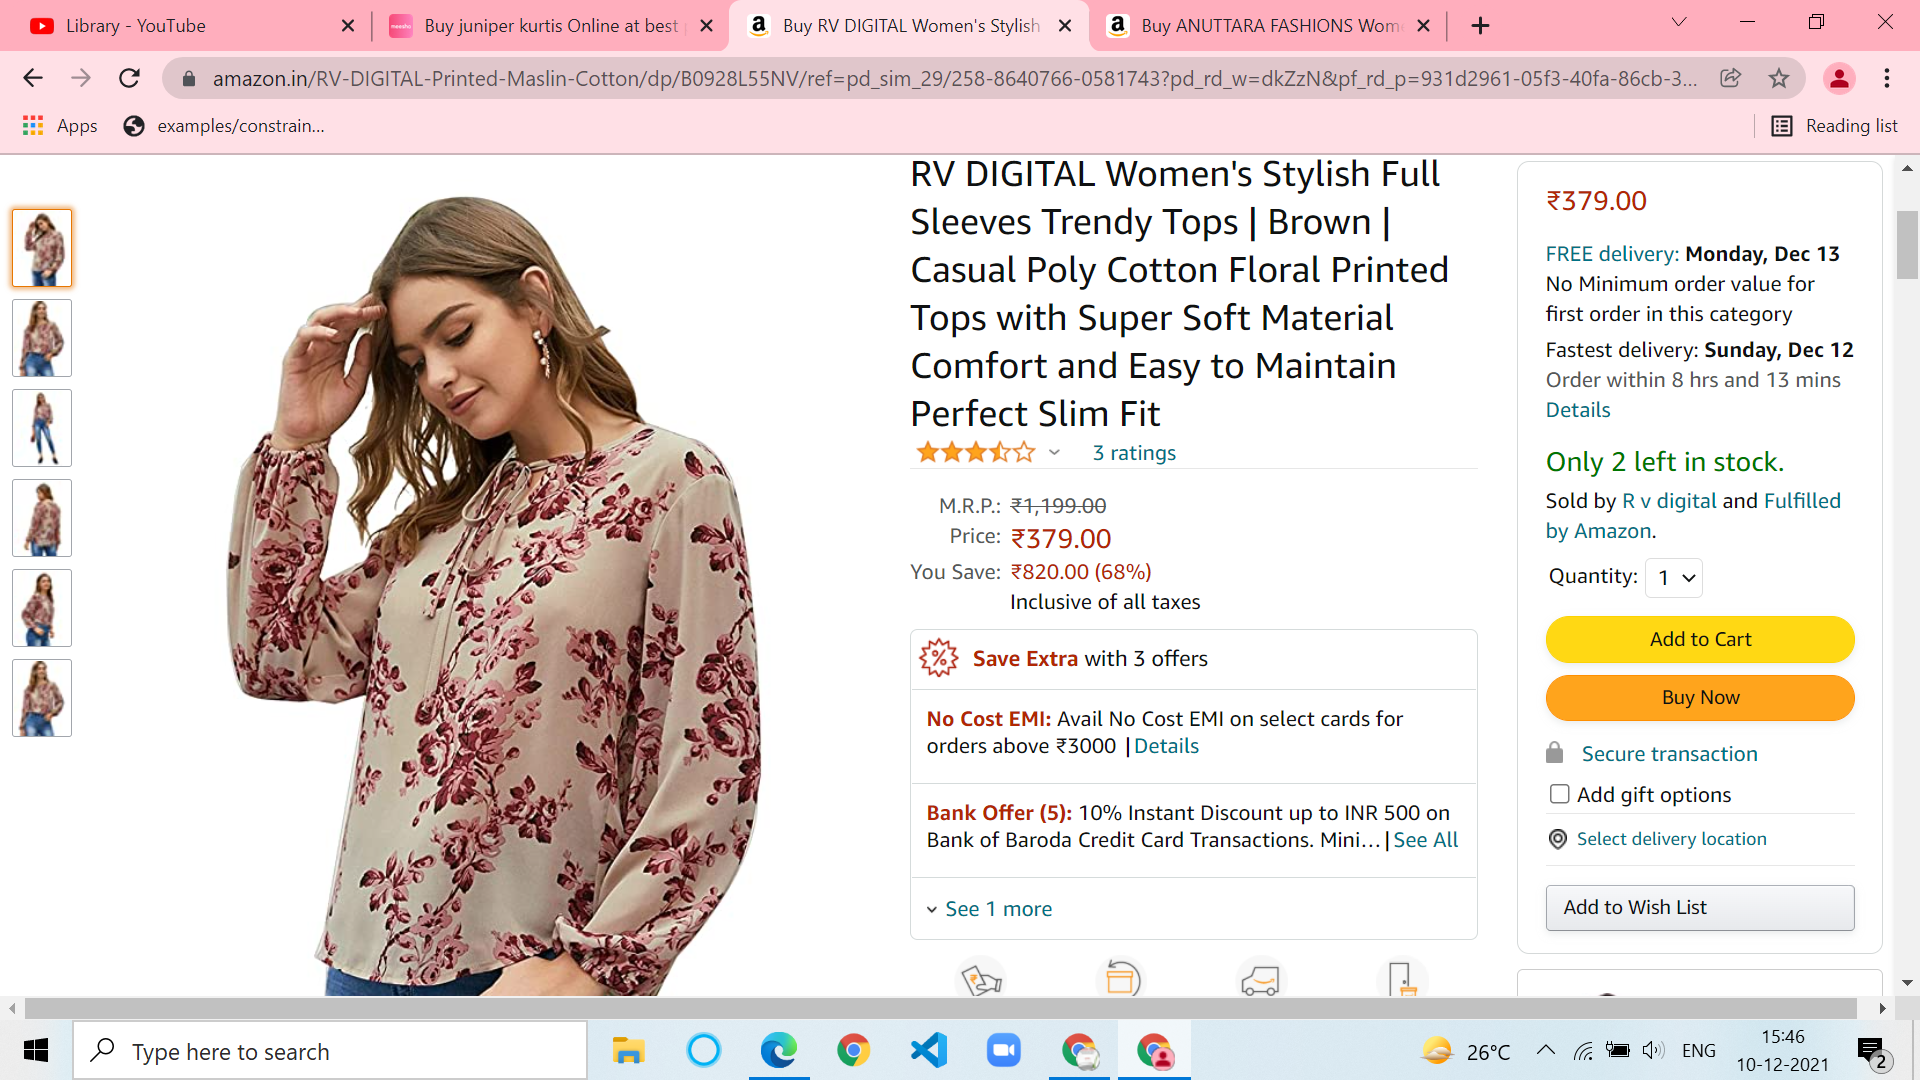 Library - YouTube
Buy juniper kurtis Online at best
Buy RV DIGITAL Women's Stylish
Buy ANUTTARA FASHIONS Wom
amazon.in/RV-DIGITAL-Printed-Maslin-Cotton/dp/B0928L55NV/ref=pd_sim_29/258-8640766-0581743?pd_rd_w=dkZzN&pf_rd_p=931d2961-05f3-40fa-86cb-3...
Apps
examples/constrain...
Reading list
RV DIGITAL Women's Stylish Full
Sleeves Trendy Tops | Brown |
Casual Poly Cotton Floral Printed
Tops with Super Soft Material
Comfort and Easy to Maintain
Perfect Slim Fit
3 ratings
M.R.P.: ₹1,199.00
Price: ₹379.00
You Save: ₹820.00 (68%)
Inclusive of all taxes
Save Extra with 3 offers
No Cost EMI: Avail No Cost EMI on select cards for
orders above ₹3000 | Details
Bank Offer (5): 10% Instant Discount up to INR 500 on
Bank of Baroda Credit Card Transactions. Mini... | See All
See 1 more
₹379.00
FREE delivery: Monday, Dec 13
No Minimum order value for
first order in this category
Fastest delivery: Sunday, Dec 12
Order within 8 hrs and 13 mins
Details
Only 2 left in stock.
Sold by R v digital and Fulfilled
by Amazon.
Quantity: 1
Add to Cart
Buy Now
Secure transaction
Add gift options
Select delivery location
Add to Wish List
Type here to search
26°C
ENG
15:46
10-12-2021
2